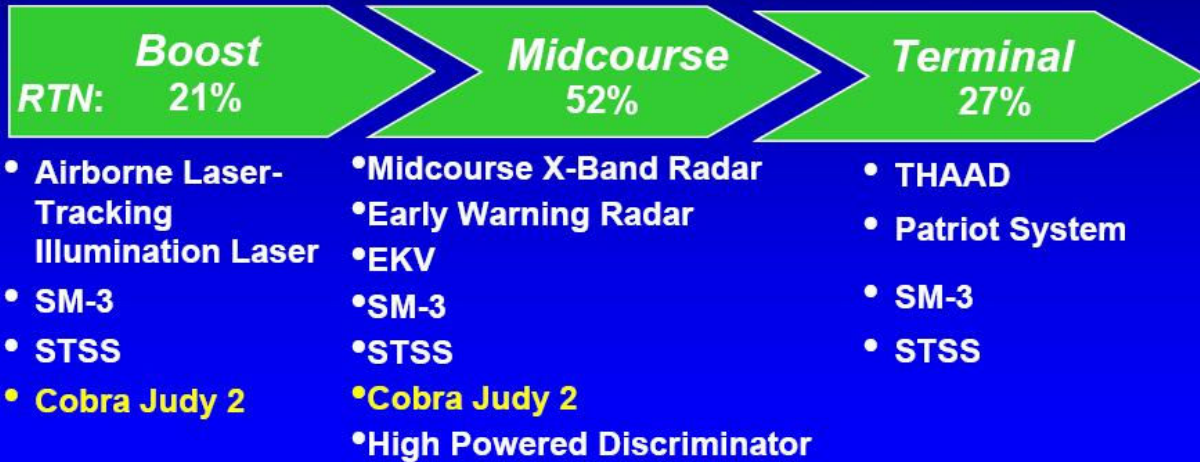 Boost
RTN: 21%
Midcourse
52%
Terminal
27%
• Airborne Laser-
Tracking
Illumination Laser
• SM-3
• STSS
• Cobra Judy 2
•Midcourse X-Band Radar
•Early Warning Radar
•EKV
•SM-3
•STSS
•Cobra Judy 2
•High Powered Discriminator
• THAAD
• Patriot System
• SM-3
• STSS